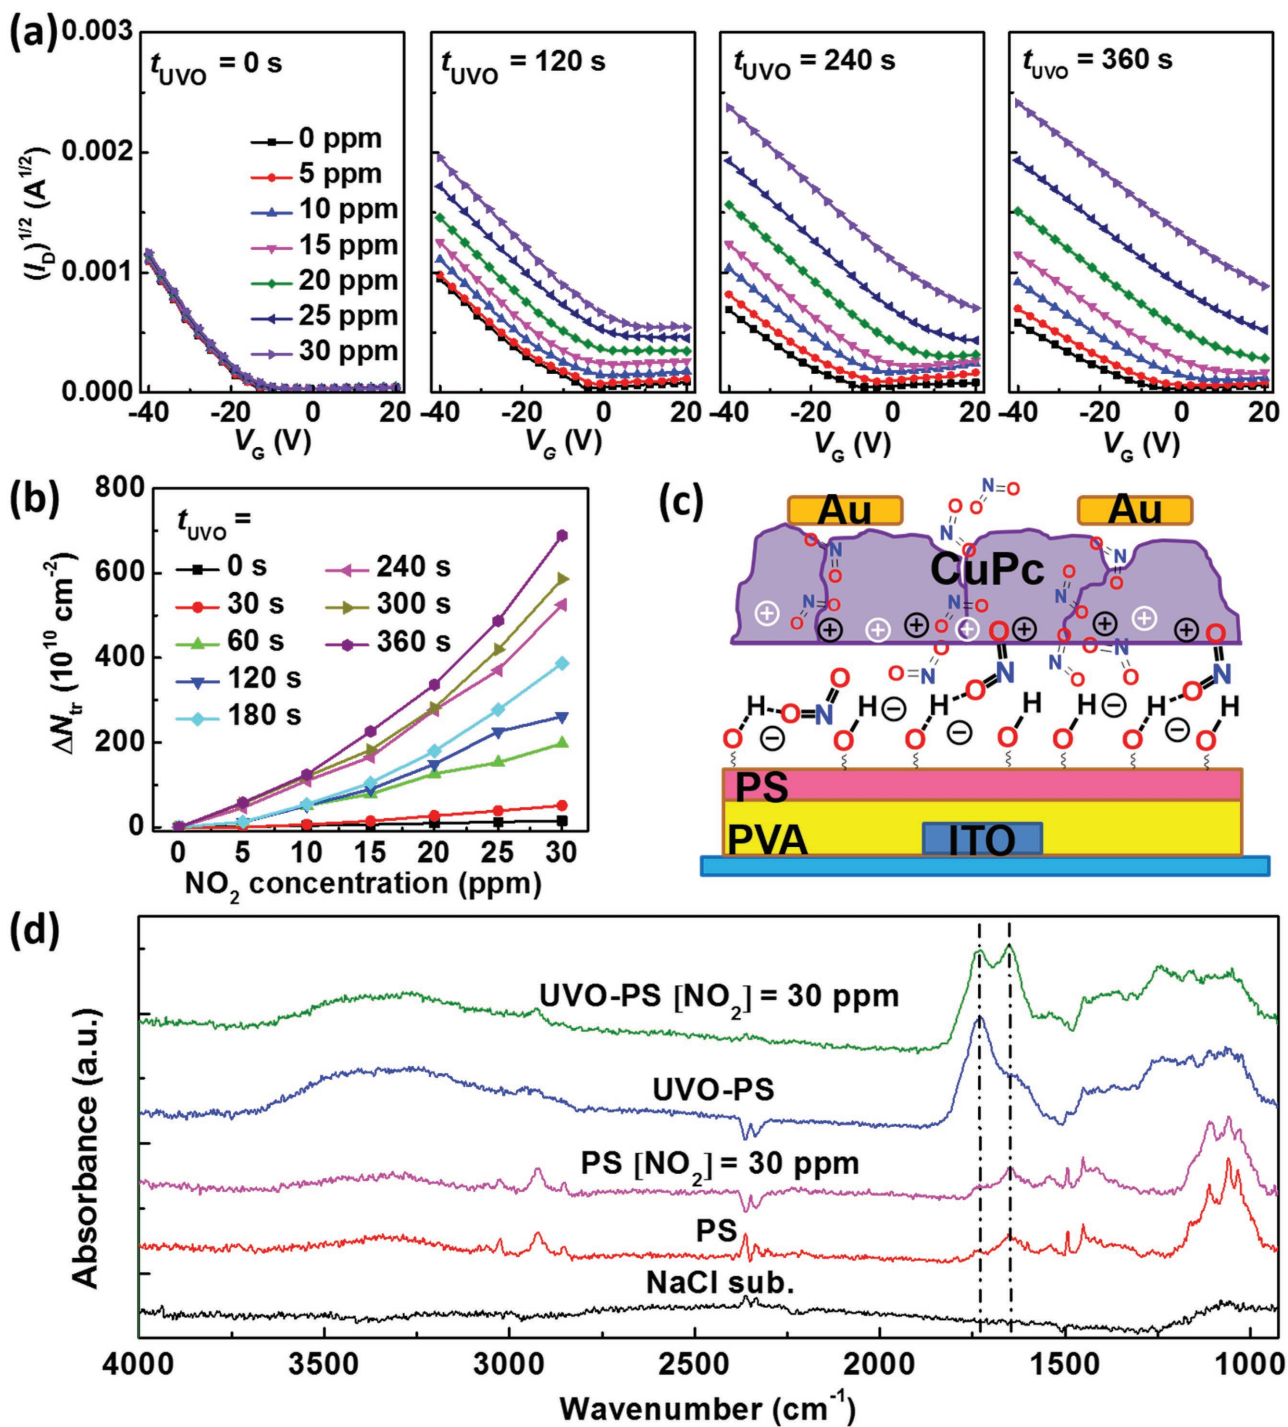 (a)
0.003
0.002
0.001
0.000
(I_D)^1/2 (A^1/2)
t_UVO = 0 s
0 ppm
5 ppm
10 ppm
15 ppm
20 ppm
25 ppm
30 ppm
-40 -20 0 20
V_G (V)
t_UVO = 120 s
-40 -20 0 20
V_G (V)
t_UVO = 240 s
-40 -20 0 20
V_G (V)
t_UVO = 360 s
-40 -20 0 20
V_G (V)
(b)
800
600
400
200
0
ΔN_tr (10^10 cm^-2)
t_UVO =
0 s
30 s
60 s
120 s
180 s
240 s
300 s
360 s
0 5 10 15 20 25 30
NO₂ concentration (ppm)
(c)
Au
Au
CuPc
PS
PVA
ITO
(d)
Absorbance (a.u.)
UVO-PS [NO₂] = 30 ppm
UVO-PS
PS [NO₂] = 30 ppm
PS
NaCl sub.
4000 3500 3000 2500 2000 1500 1000
Wavenumber (cm^-1)